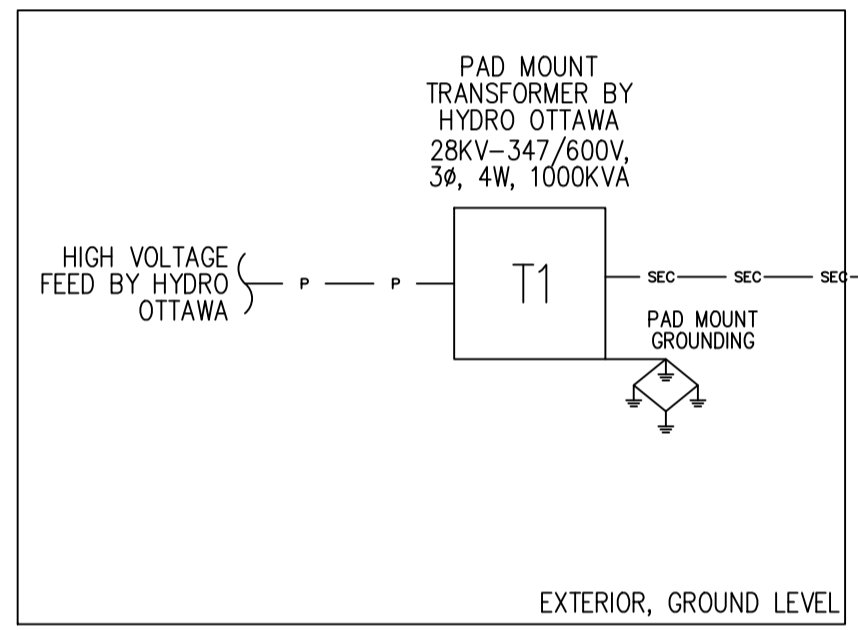 PAD MOUNT
TRANSFORMER BY
HYDRO OTTAWA
28KV-347/600V,
3ø, 4W, 1000KVA
HIGH VOLTAGE
FEED BY HYDRO
OTTAWA
P P
T1
SEC SEC SEC
PAD MOUNT
GROUNDING
EXTERIOR, GROUND LEVEL